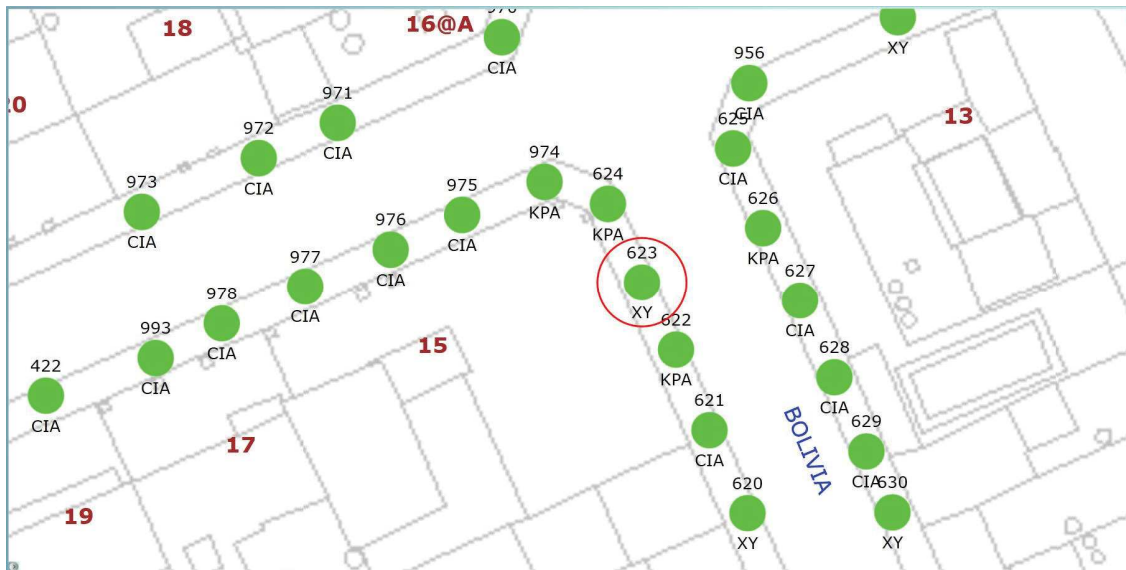 18
16@A
CIA
XY
956
CIA
20
971
CIA
625
CIA
13
972
CIA
973
CIA
974
KPA
624
KPA
975
CIA
626
KPA
976
CIA
623
XY
977
CIA
627
CIA
978
CIA
622
KPA
15
993
CIA
628
CIA
422
CIA
621
CIA
BOLIVIA
629
CIA
17
620
XY
630
XY
19